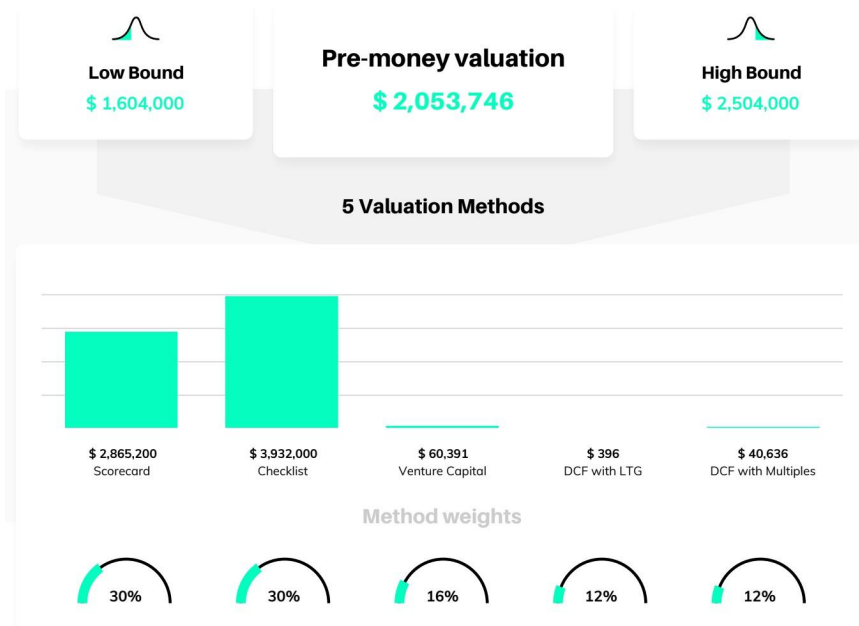 Low Bound
$ 1,604,000
Pre-money valuation
$ 2,053,746
High Bound
$ 2,504,000
5 Valuation Methods
$ 2,865,200
Scorecard
$ 3,932,000
Checklist
$ 60,391
Venture Capital
$ 396
DCF with LTG
$ 40,636
DCF with Multiples
Method weights
30%
30%
16%
12%
12%